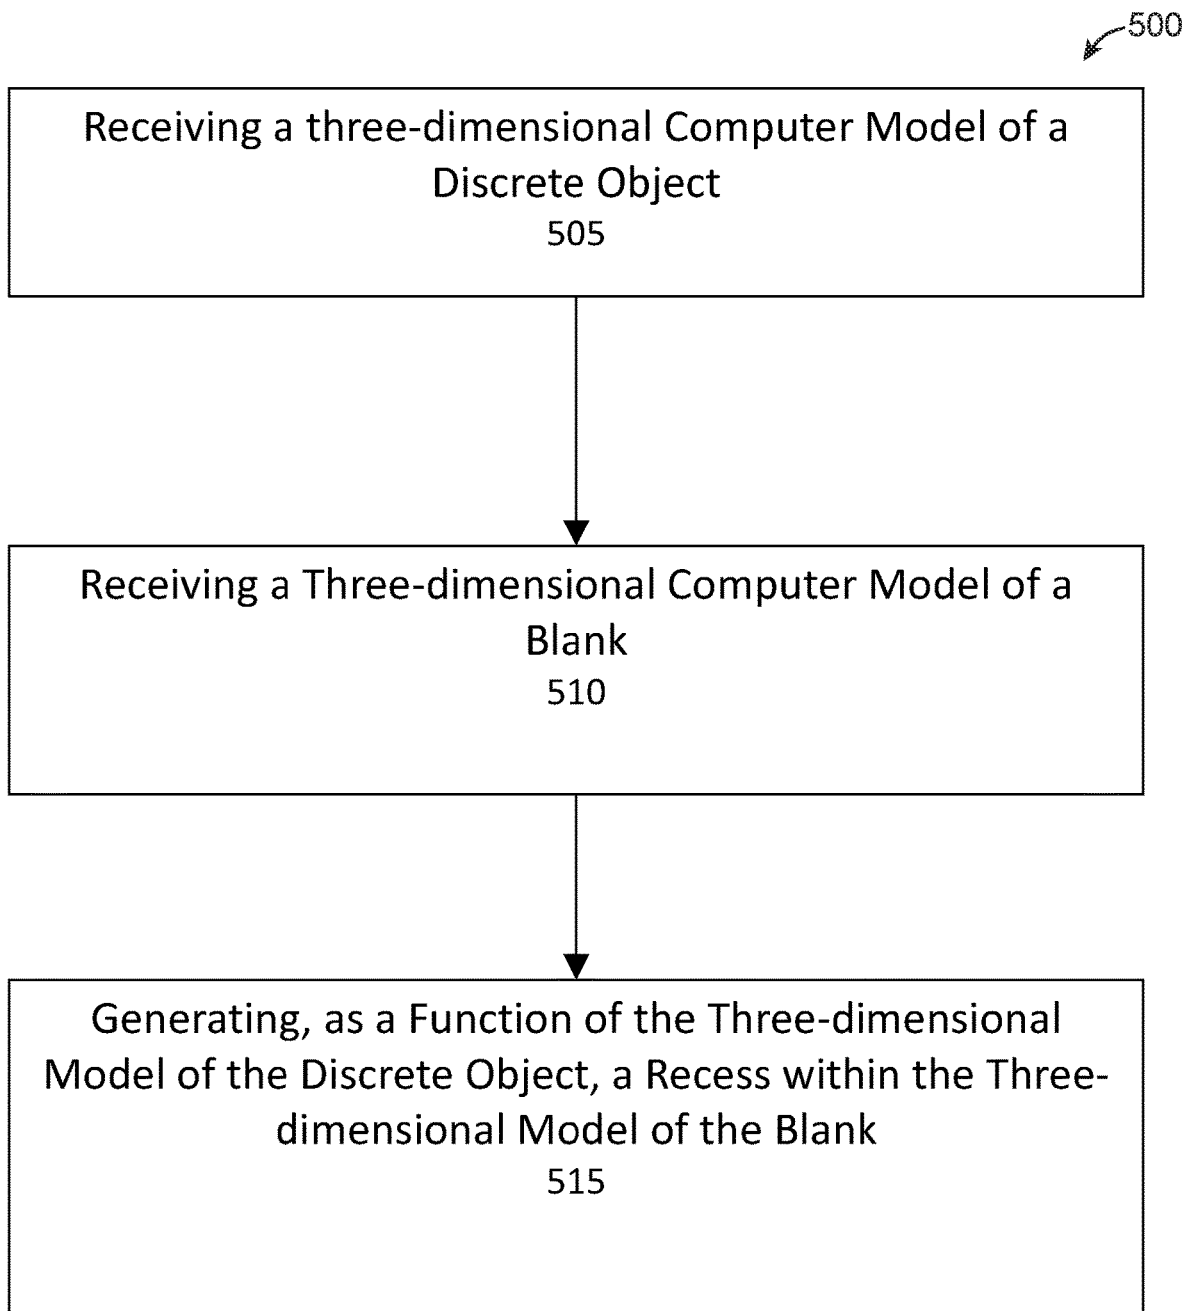 500
Receiving a three-dimensional Computer Model of a
Discrete Object
505
Receiving a Three-dimensional Computer Model of a
Blank
510
Generating, as a Function of the Three-dimensional
Model of the Discrete Object, a Recess within the Three-
dimensional Model of the Blank
515